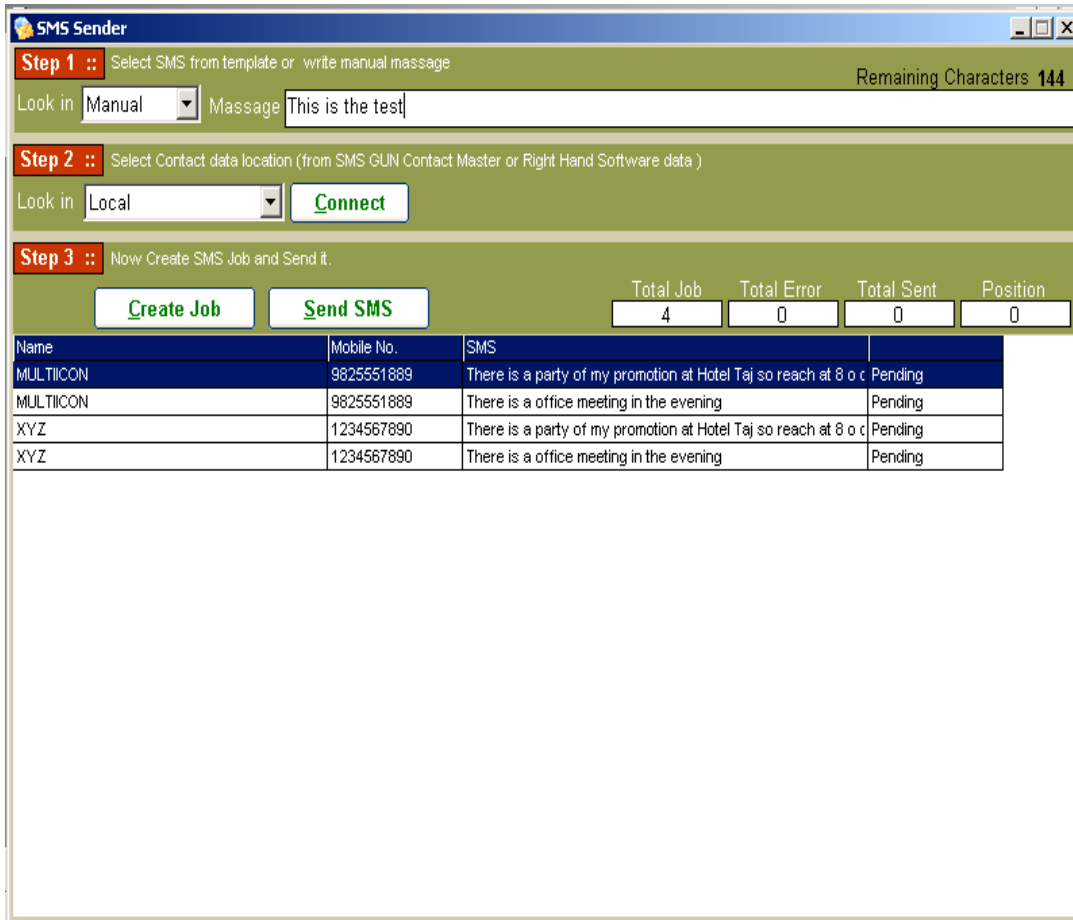 SMS Sender
Step 1 :: Select SMS from template or write manual massage
Remaining Characters 144
Look in Manual Massage This is the test
Step 2 :: Select Contact data location (from SMS GUN Contact Master or Right Hand Software data )
Look in Local Connect
Step 3 :: Now Create SMS Job and Send it.
Total Job Total Error Total Sent Position
Create Job Send SMS 4 0 0 0
Name Mobile No. SMS
MULTIICON 9825551889 There is a party of my promotion at Hotel Taj so reach at 8 o c Pending
MULTIICON 9825551889 There is a office meeting in the evening Pending
XYZ 1234567890 There is a party of my promotion at Hotel Taj so reach at 8 o c Pending
XYZ 1234567890 There is a office meeting in the evening Pending